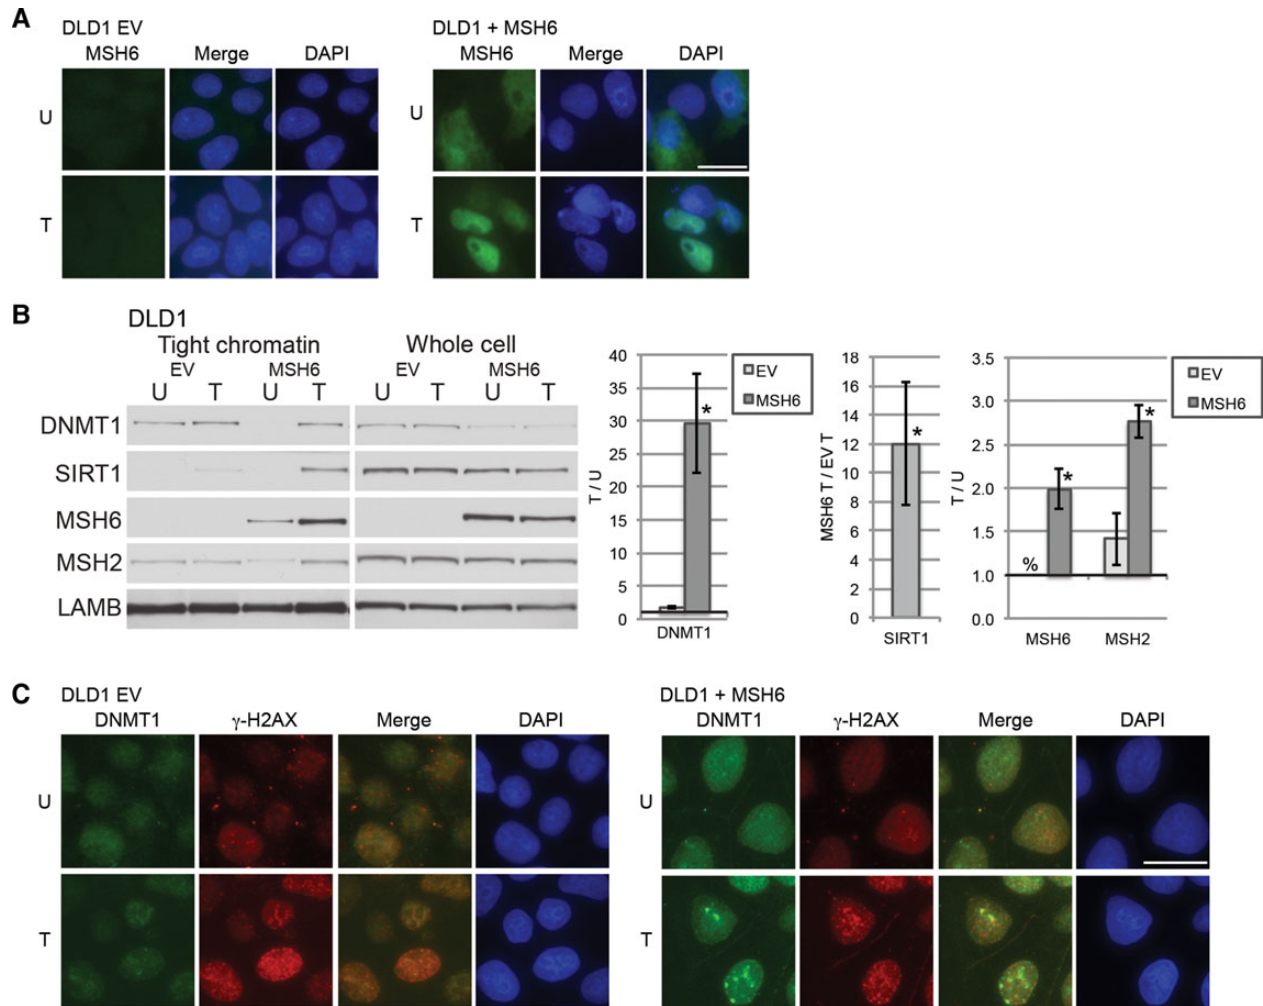 A
DLD1 EV
MSH6 Merge DAPI
U
T
DLD1 + MSH6
MSH6 Merge DAPI
U
T
B
DLD1
Tight chromatin Whole cell
EV MSH6 EV MSH6
U T U T U T U T
DNMT1
SIRT1
MSH6
MSH2
LAMB
40
35
30
25
20
15
10
5
0
T / U
*
DNMT1
EV
MSH6
18
16
14
12
10
8
6
4
2
0
MSH6 T / EV T
*
SIRT1
3.5
3.0
2.5
2.0
1.5
1.0
0.0
T / U
% * *
MSH6 MSH2
EV
MSH6
C
DLD1 EV
DNMT1 γ-H2AX Merge DAPI
U
T
DLD1 + MSH6
DNMT1 γ-H2AX Merge DAPI
U
T